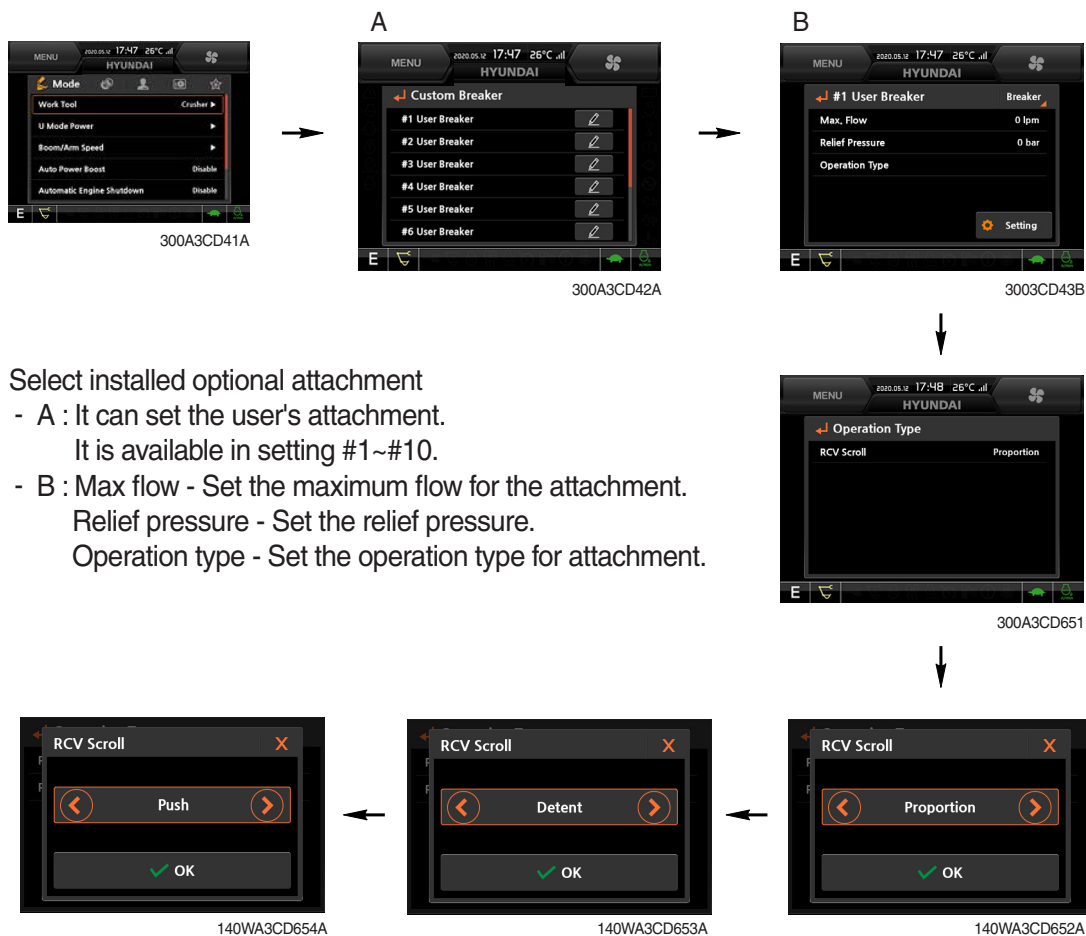 A
B
MENU
2020.05.12 17:47 26°C
HYUNDAI
Mode
Work Tool Crusher ▶
U Mode Power ▶
Boom/Arm Speed ▶
Auto Power Boost Disable
Automatic Engine Shutdown Disable
E
300A3CD41A
MENU
2020.05.12 17:47 26°C
HYUNDAI
Custom Breaker
#1 User Breaker
#2 User Breaker
#3 User Breaker
#4 User Breaker
#5 User Breaker
#6 User Breaker
E
300A3CD42A
MENU
2020.05.12 17:47 26°C
HYUNDAI
#1 User Breaker Breaker
Max, Flow 0 lpm
Relief Pressure 0 bar
Operation Type
Setting
E
3003CD43B
Select installed optional attachment
- A : It can set the user's attachment.
It is available in setting #1~#10.
- B : Max flow - Set the maximum flow for the attachment.
Relief pressure - Set the relief pressure.
Operation type - Set the operation type for attachment.
MENU
2020.05.12 17:48 26°C
HYUNDAI
Operation Type
RCV Scroll Proportion
E
300A3CD651
RCV Scroll X
Push
OK
140WA3CD654A
RCV Scroll X
Detent
OK
140WA3CD653A
RCV Scroll X
Proportion
OK
140WA3CD652A